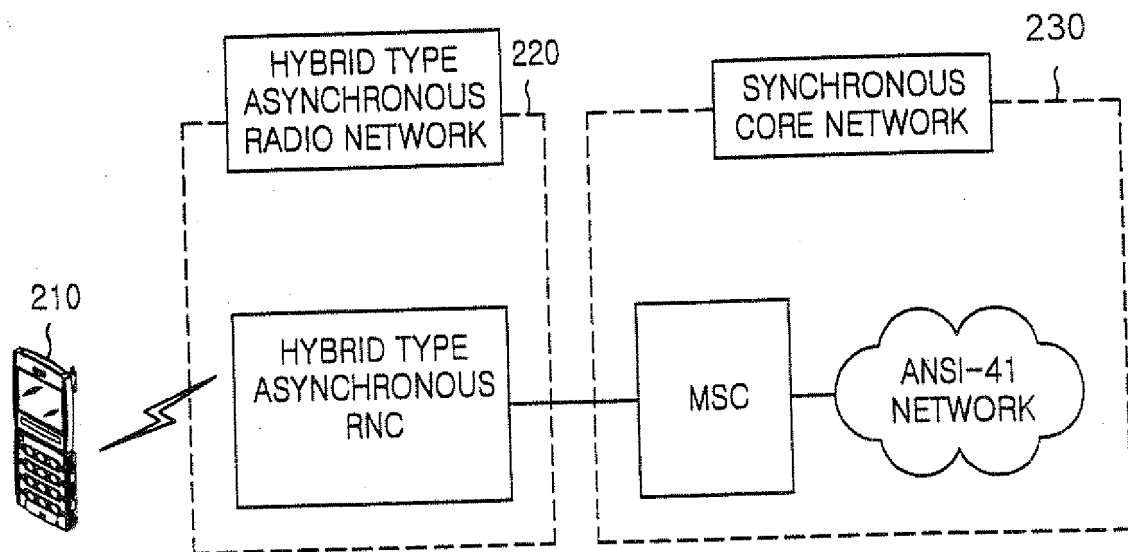 HYBRID TYPE
ASYNCHRONOUS
RADIO NETWORK
220
SYNCHRONOUS
CORE NETWORK
230
210
HYBRID TYPE
ASYNCHRONOUS
RNC
MSC
ANSI-41
NETWORK